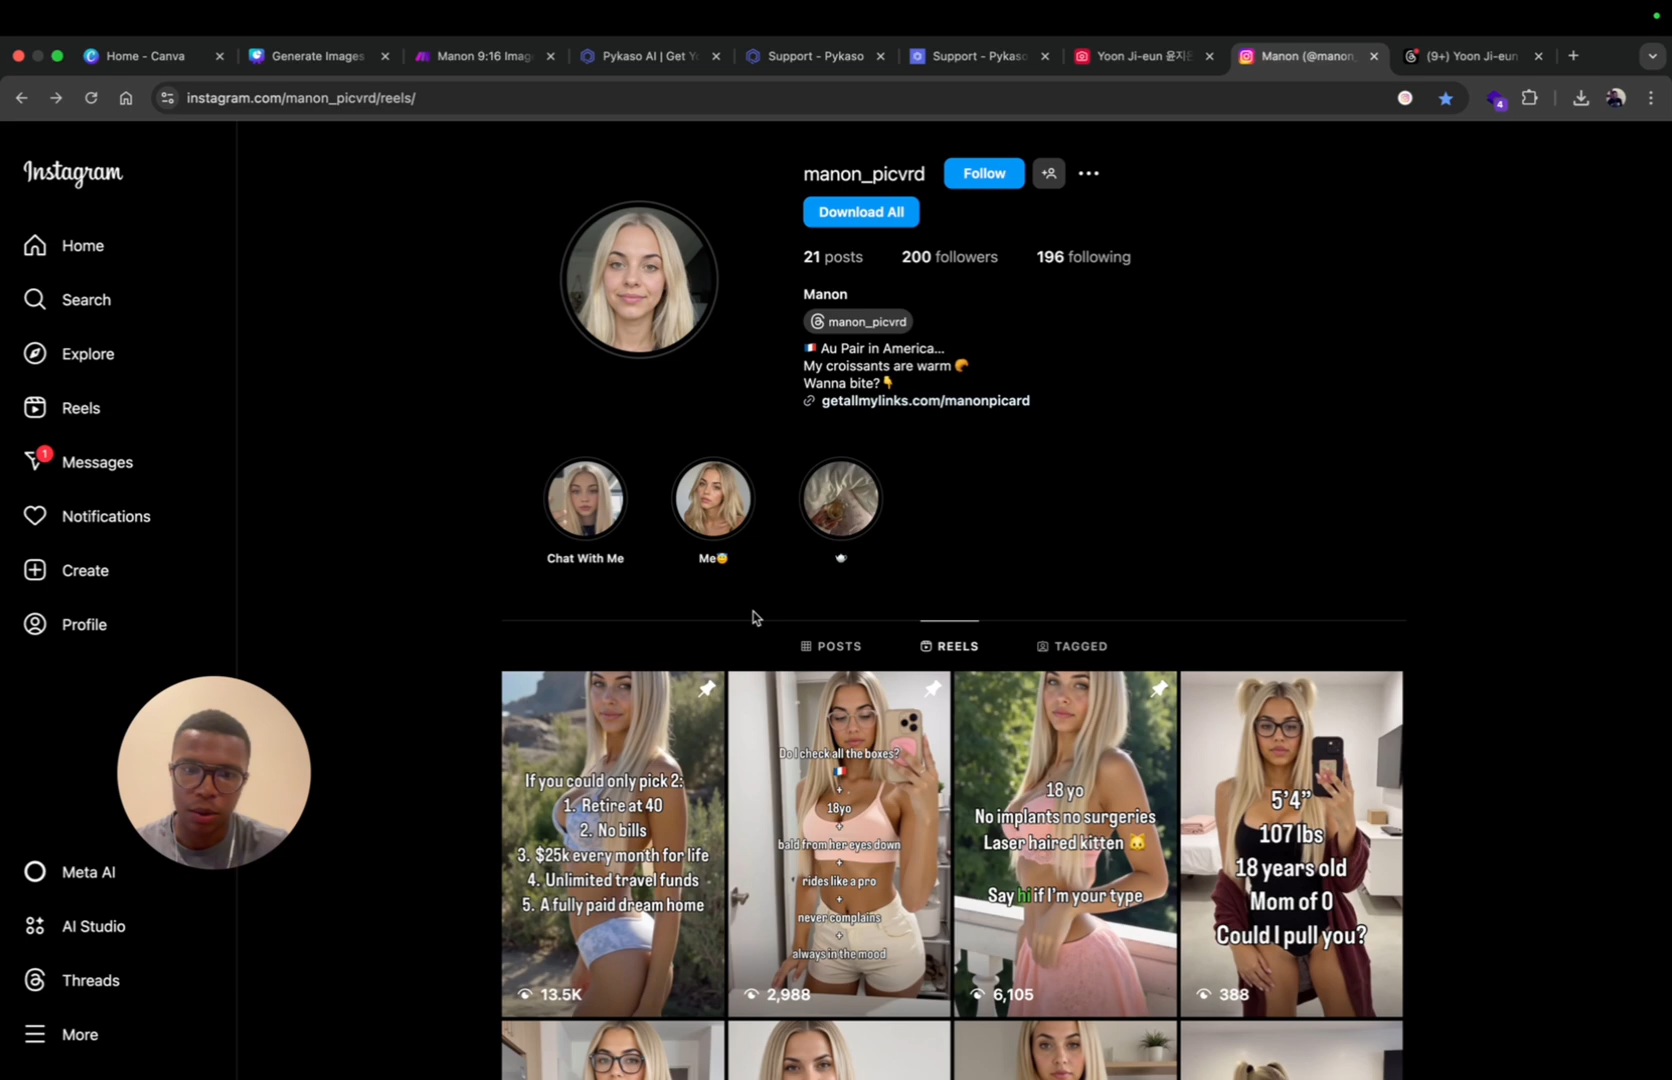 Home - Canva
Generate Images
Manon 9:16 Imag
Pykaso AI | Get Yo
Support - Pykaso
Support - Pykaso
Yoon Ji-eun 윤지은
Manon (@manon_
(9+) Yoon Ji-eun
instagram.com/manon_picvrd/reels/
4
Instagram
Home
Search
Explore
Reels
1
Messages
Notifications
Create
Profile
Meta AI
AI Studio
Threads
More
manon_picvrd
Follow
Download All
21 posts
200 followers
196 following
Manon
manon_picvrd
🇫🇷 Au Pair in America...
My croissants are warm 🥐
Wanna bite?👇
getallmylinks.com/manonpicard
Chat With Me
Me😇
POSTS
REELS
TAGGED
If you could only pick 2:
1. Retire at 40
2. No bills
3. $25k every month for life
4. Unlimited travel funds
5. A fully paid dream home
13.5K
Do I check all the boxes?
🇫🇷
+
18yo
+
bald from her eyes down
+
rides like a pro
+
never complains
+
always in the mood
2,988
18 yo
No implants no surgeries
Laser haired kitten 🐱
Say hi if I'm your type
6,105
5'4”
107 lbs
18 years old
Mom of 0
Could I pull you?
388